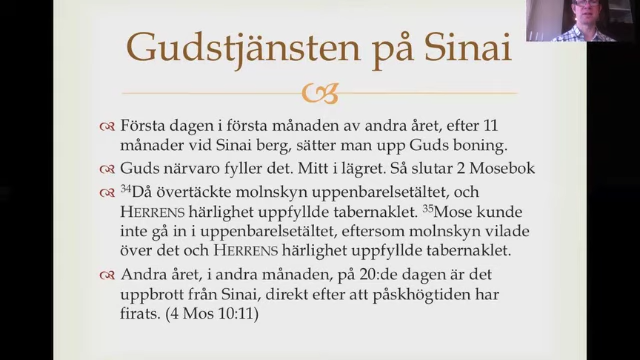 Gudstjänsten på Sinai
Första dagen i första månaden av andra året, efter 11
månader vid Sinai berg, sätter man upp Guds boning.
Guds närvaro fyller det. Mitt i lägret. Så slutar 2 Mosebok
34Då övertäckte molnskyn uppenbarelsetältet, och
HERRENS härlighet uppfyllde tabernaklet. 35Mose kunde
inte gå in i uppenbarelsetältet, eftersom molnskyn vilade
över det och HERRENS härlighet uppfyllde tabernaklet.
Andra året, i andra månaden, på 20:de dagen är det
uppbrott från Sinai, direkt efter att påskhögtiden har
firats. (4 Mos 10:11)